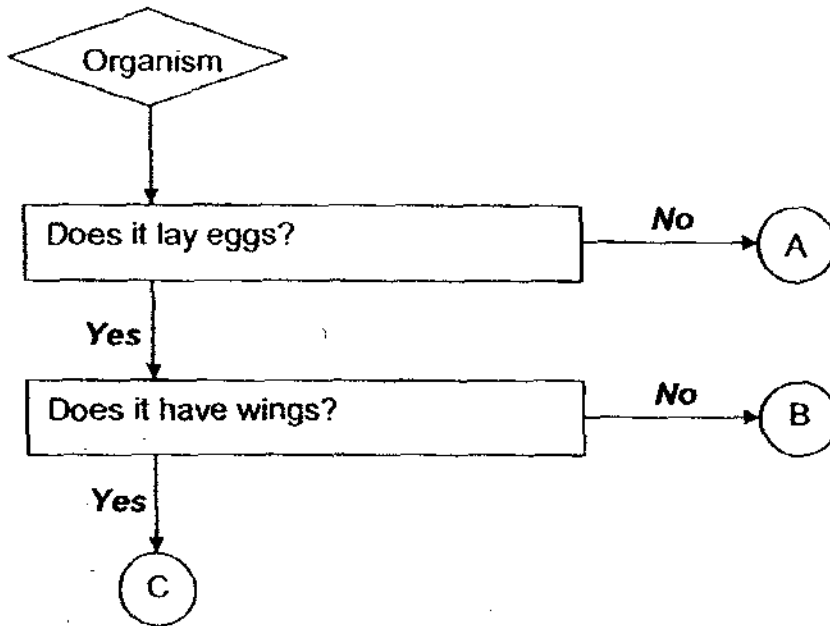 Organism
Does it lay eggs?
No
A
Yes
Does it have wings?
No
B
Yes
C